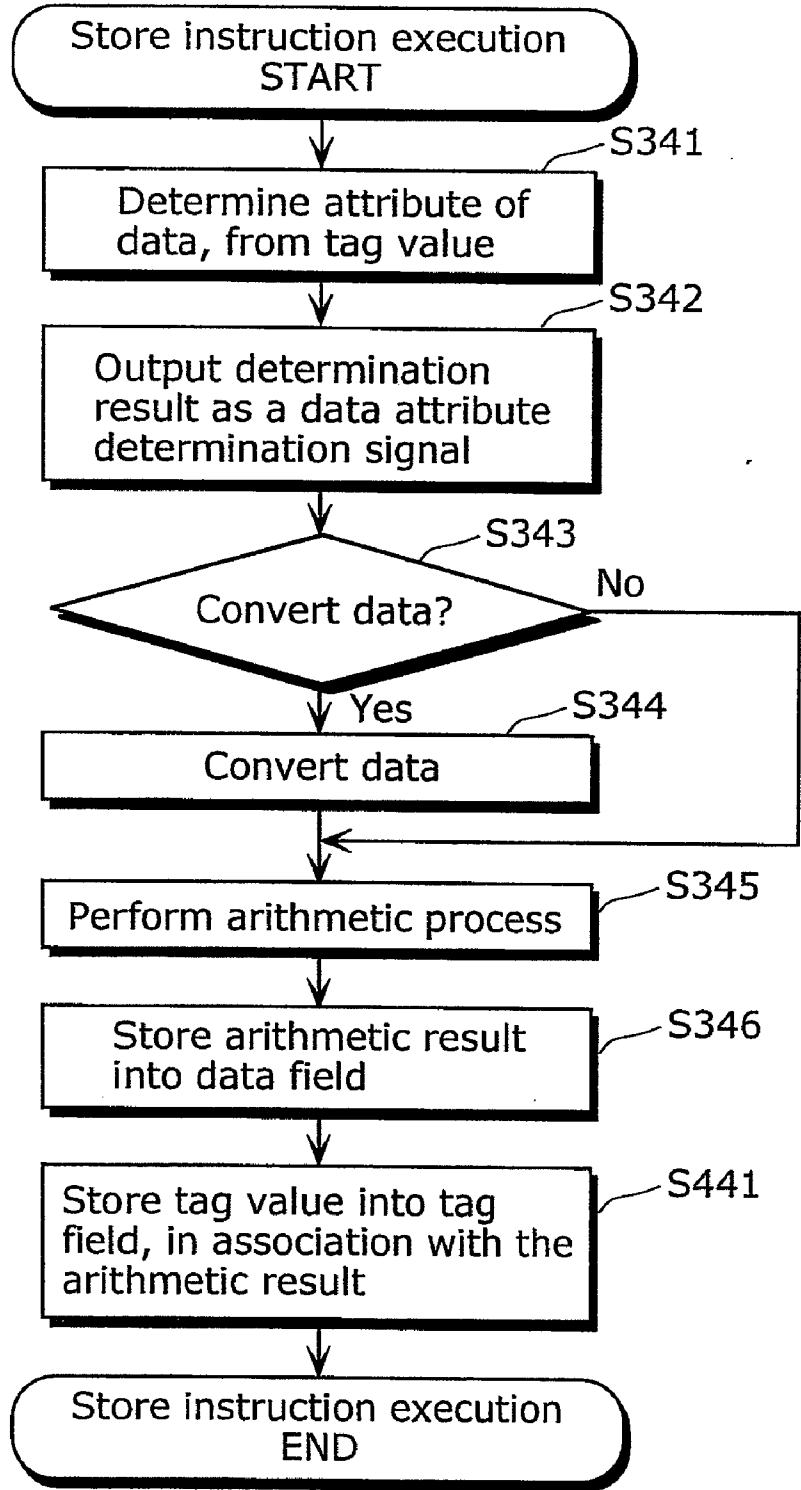 Store instruction execution
START
S341
Determine attribute of
data, from tag value
S342
Output determination
result as a data attribute
determination signal
S343
Convert data?
No
Yes
S344
Convert data
S345
Perform arithmetic process
S346
Store arithmetic result
into data field
S441
Store tag value into tag
field, in association with the
arithmetic result
Store instruction execution
END